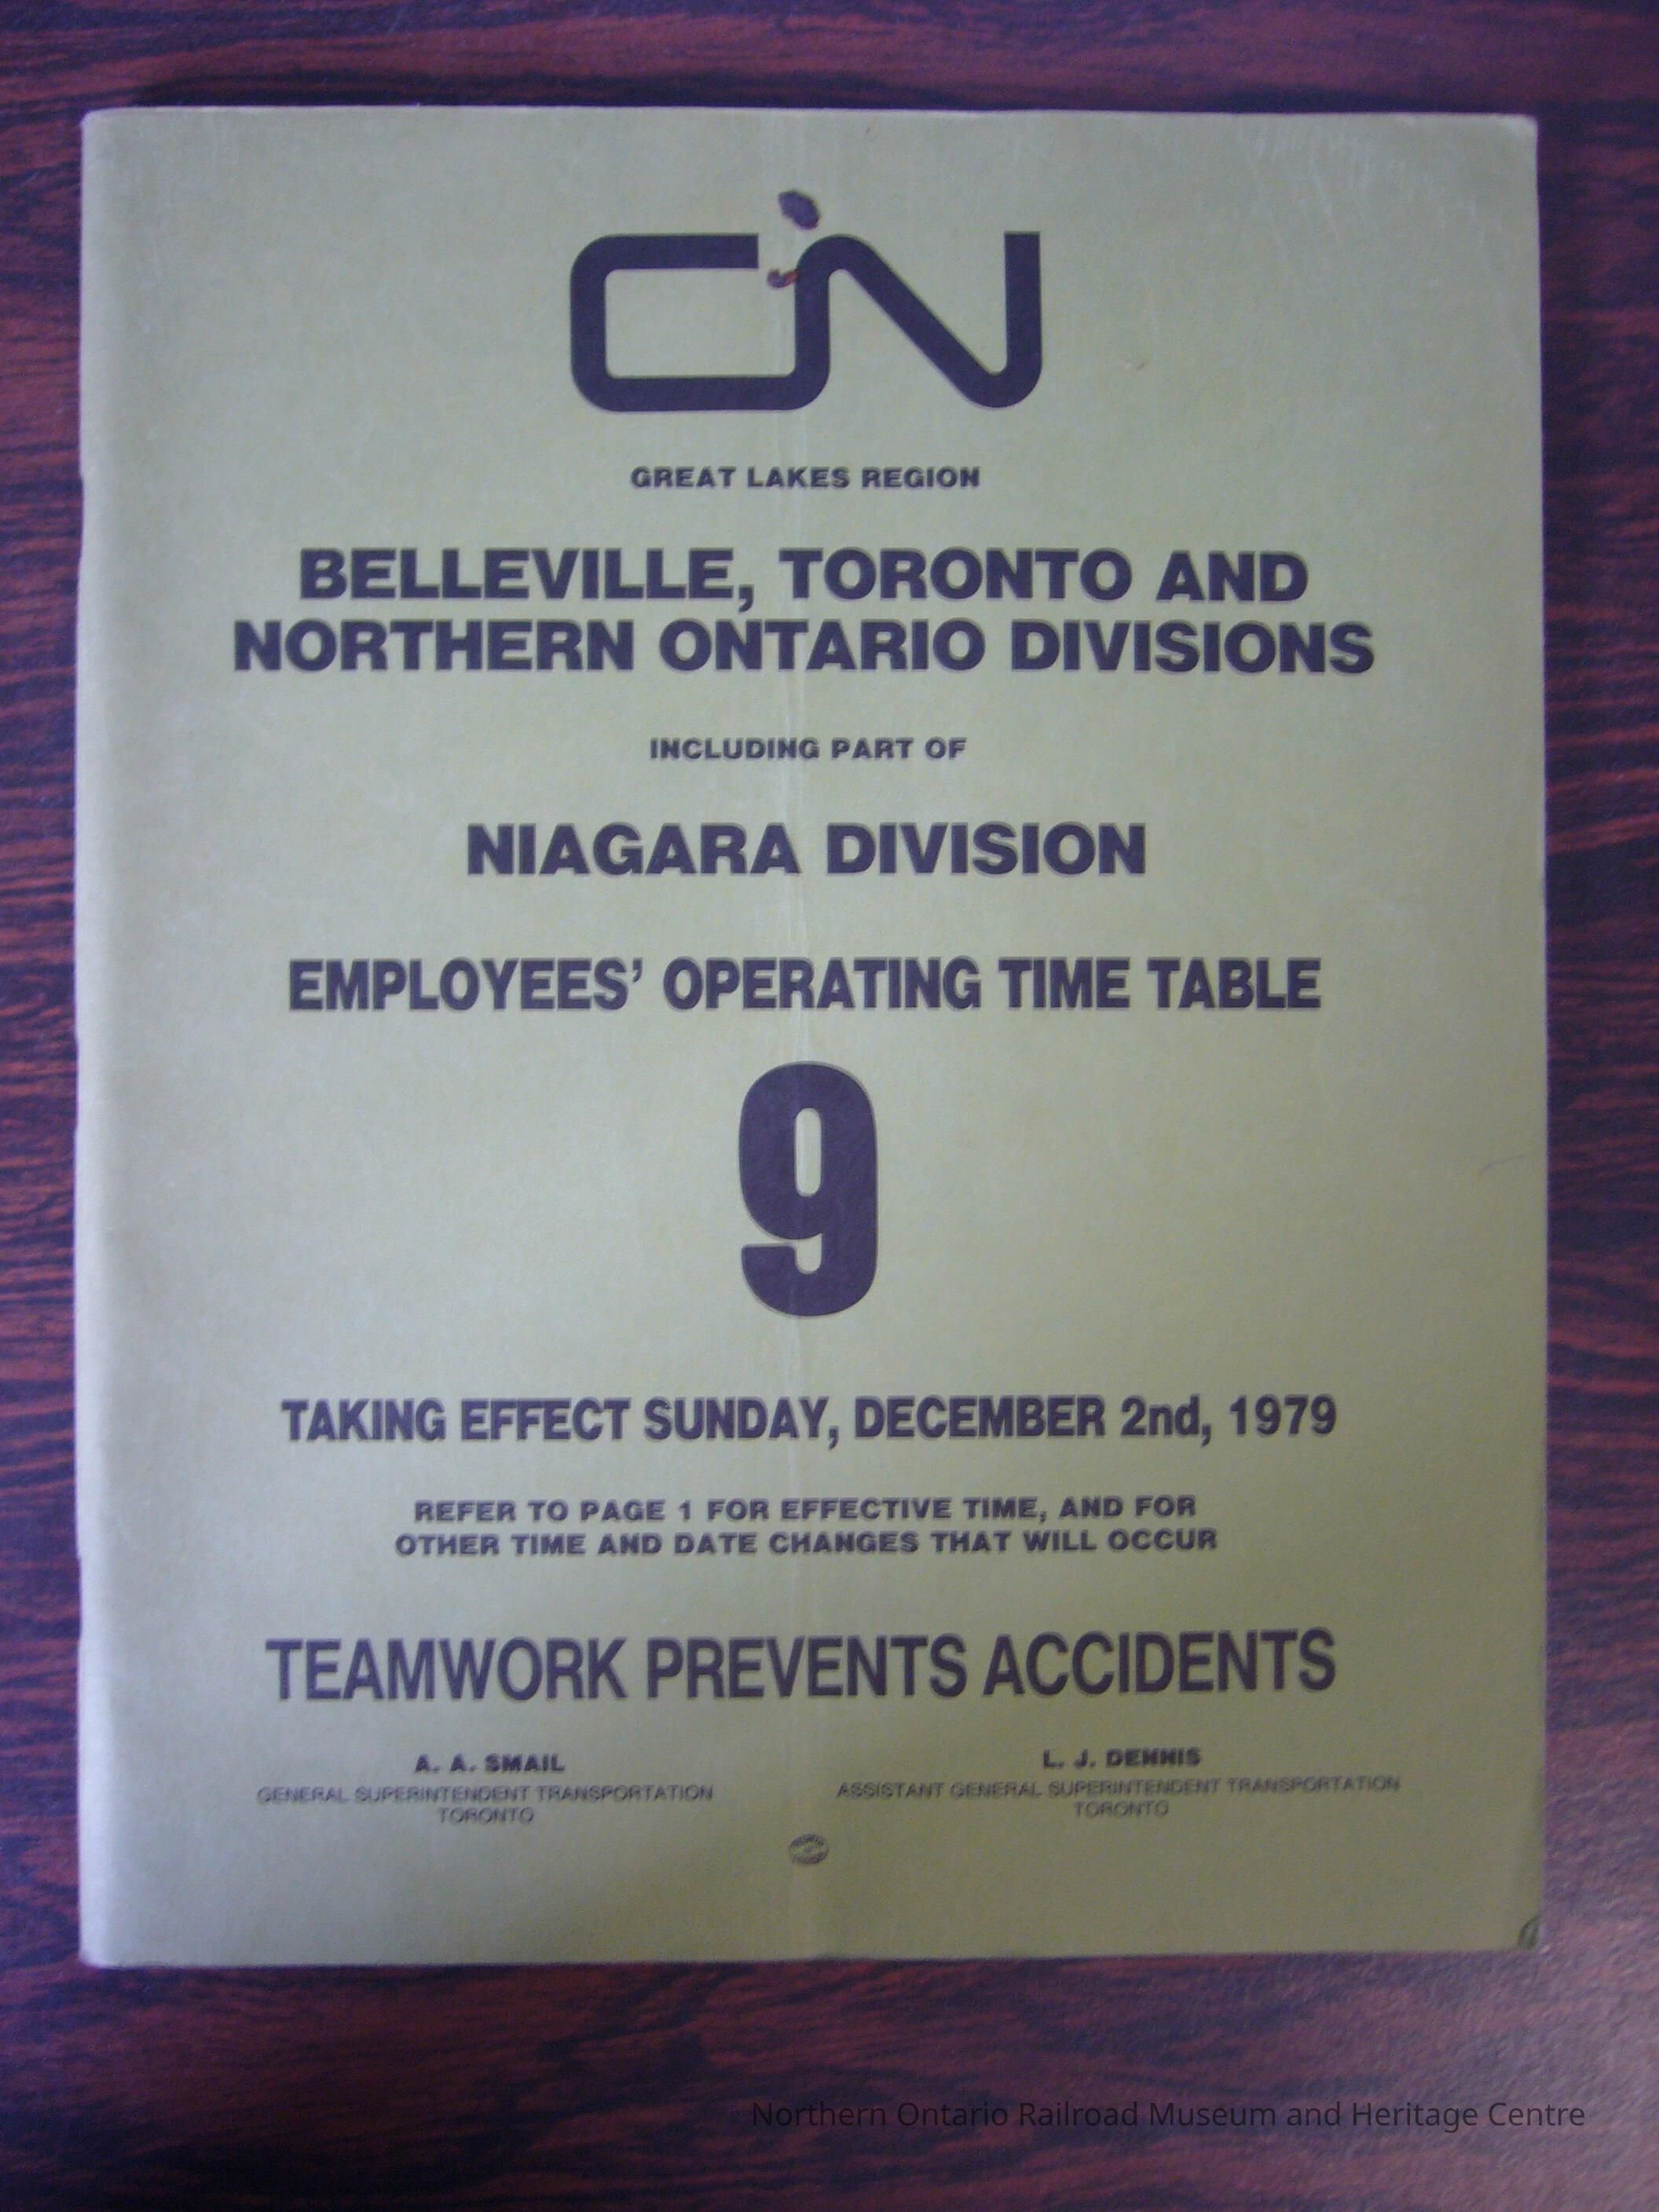 CN
GREAT LAKES REGION
BELLEVILLE, TORONTO AND
NORTHERN ONTARIO DIVISIONS
INCLUDING PART OF
NIAGARA DIVISION
EMPLOYEES' OPERATING TIME TABLE
9
TAKING EFFECT SUNDAY, DECEMBER 2nd, 1979
REFER TO PAGE 1 FOR EFFECTIVE TIME, AND FOR
OTHER TIME AND DATE CHANGES THAT WILL OCCUR
TEAMWORK PREVENTS ACCIDENTS
A. A. SMAIL
GENERAL SUPERINTENDENT TRANSPORTATION
TORONTO
L. J. DENNIS
ASSISTANT GENERAL SUPERINTENDENT TRANSPORTATION
TORONTO
Northern Ontario Railroad Museum and Heritage Centre